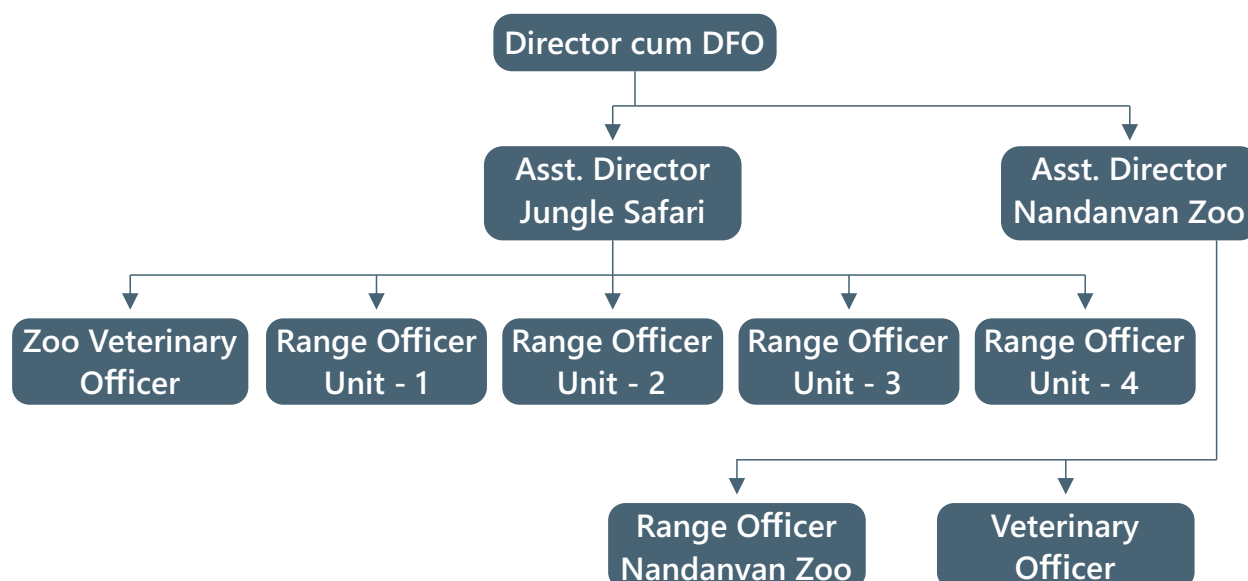 Director cum DFO
Asst. Director
Jungle Safari
Asst. Director
Nandanvan Zoo
Zoo Veterinary
Officer
Range Officer
Unit - 1
Range Officer
Unit - 2
Range Officer
Unit - 3
Range Officer
Unit - 4
Range Officer
Nandanvan Zoo
Veterinary
Officer